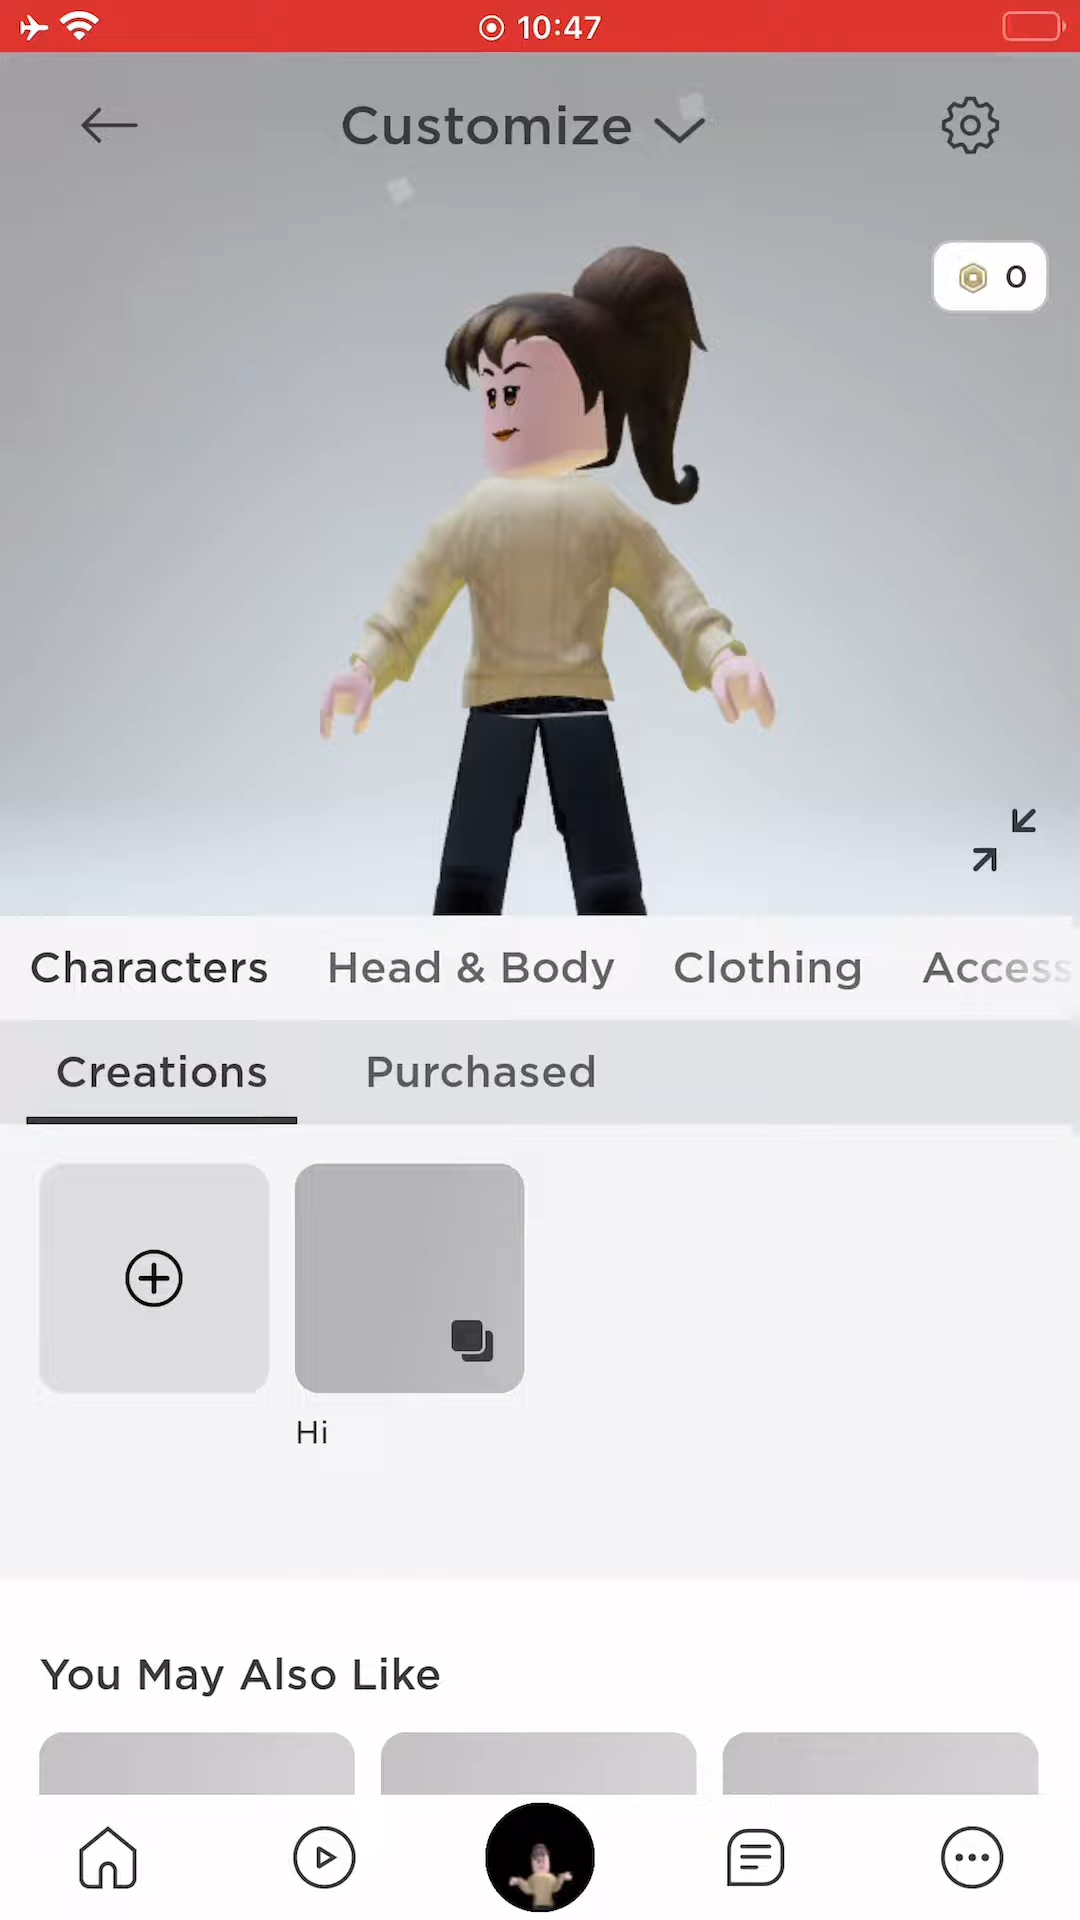 10:47
Customize
0
Characters Head & Body Clothing Access
Creations Purchased
Hi
You May Also Like